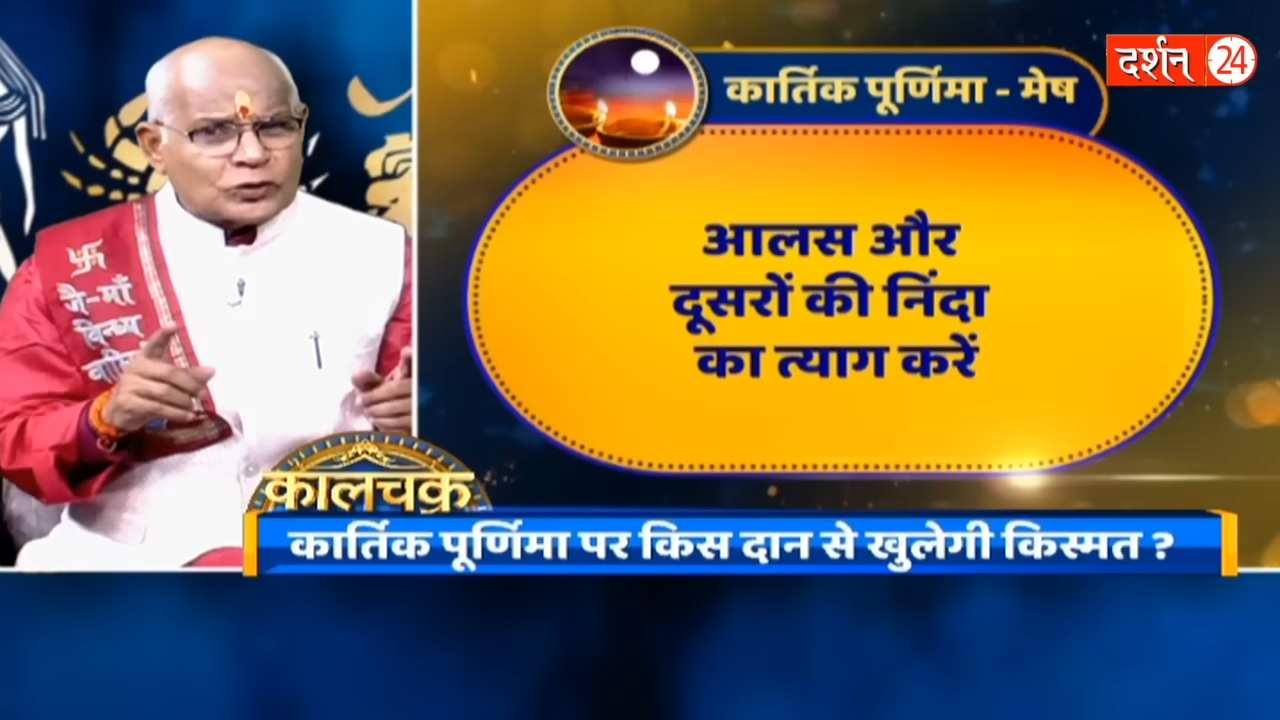 दर्शन 24
कार्तिक पूर्णिमा - मेष
आलस और
दूसरों की निंदा
का त्याग करें
जै-माँ
विन्ध्य
कालचक्र
कार्तिक पूर्णिमा पर किस दान से खुलेगी किस्मत ?